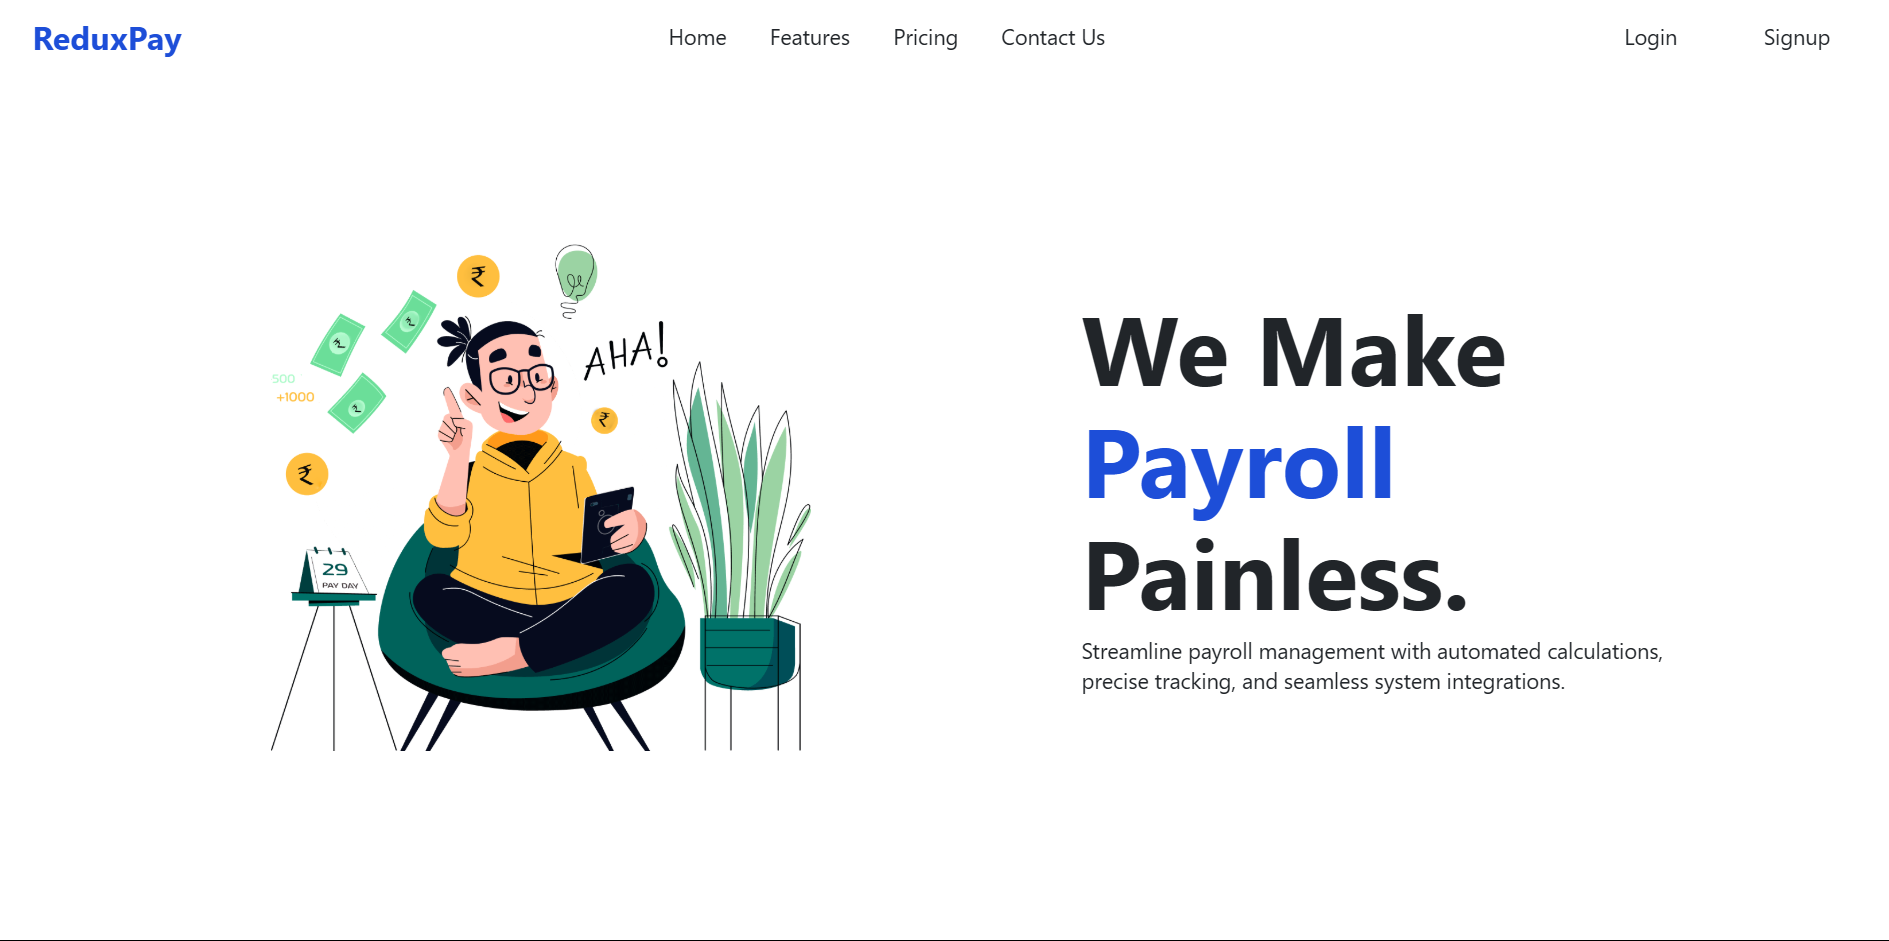 ReduxPay
Home Features Pricing Contact Us
Login Signup
₹
AHA!
₹
₹
500
+1000
₹
₹
₹
29
PAY DAY
We Make
Payroll
Painless.
Streamline payroll management with automated calculations,
precise tracking, and seamless system integrations.